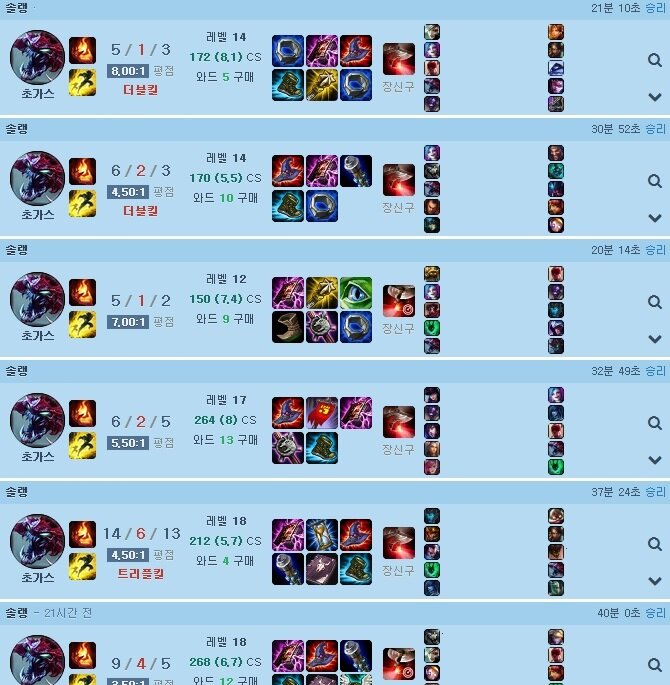 솔랭
21분 10초 승리
5 / 1 / 3
8,00:1 평점
더블킬
초가스
레벨 14
172 (8,1) CS
와드 5 구매
장신구
솔랭
30분 52초 승리
6 / 2 / 3
4,50:1 평점
더블킬
초가스
레벨 14
170 (5,5) CS
와드 10 구매
장신구
솔랭
20분 14초 승리
5 / 1 / 2
7,00:1 평점
초가스
레벨 12
150 (7,4) CS
와드 9 구매
장신구
솔랭
32분 49초 승리
6 / 2 / 5
5,50:1 평점
초가스
레벨 17
264 (8) CS
와드 13 구매
장신구
솔랭
37분 24초 승리
14 / 6 / 13
4,50:1 평점
트리플킬
초가스
레벨 18
212 (5,7) CS
와드 4 구매
장신구
솔랭 - 21시간 전
40분 0초 승리
9 / 4 / 5
3,50:1 평점
레벨 18
268 (6,7) CS
와드 12 구매